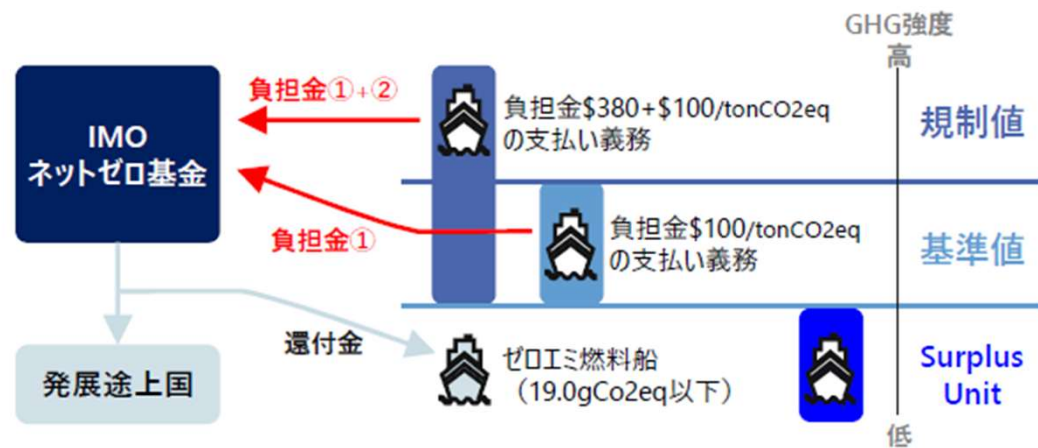 GHG強度
高
負担金①+②
IMO
ネットゼロ基金
負担金$380+$100/tonCO2eq
の支払い義務
規制値
負担金①
負担金$100/tonCO2eq
の支払い義務
基準値
還付金
発展途上国
ゼロエミ燃料船
（19.0gCo2eq以下）
Surplus
Unit
低